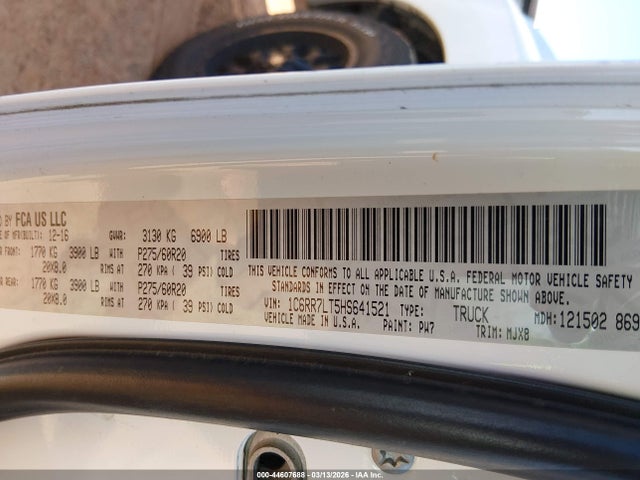 D BY FCA US LLC
E OF MFR(BUILT): 12-16 GVWR: 3130 KG 6900 LB
R FRONT: 1770 KG 3900 LB WITH P275/60R20 TIRES
20X8.0 RIMS AT 270 KPA ( 39 PSI) COLD
R REAR: 1770 KG 3900 LB WITH P275/60R20 TIRES
20X8.0 RIMS AT 270 KPA ( 39 PSI) COLD
THIS VEHICLE CONFORMS TO ALL APPLICABLE U.S.A. FEDERAL MOTOR VEHICLE SAFETY
STANDARDS IN EFFECT ON THE DATE OF MANUFACTURE SHOWN ABOVE.
VIN: 1C6RR7LT5HS641521 TYPE: TRUCK MDH: 121502 869
VEHICLE MADE IN U.S.A. PAINT: PW7 TRIM: MJX8
000-44607688 - 03/13/2026 - IAA Inc.